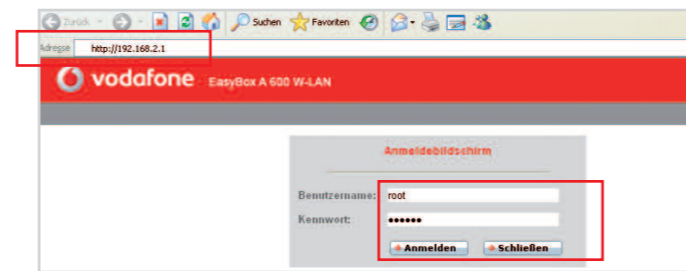 Zurück Suchen Favoriten
Adresse http://192.168.2.1
vodafone EasyBox A 600 W-LAN
Anmeldebildschirm
Benutzername: root
Kennwort: ••••••
Anmelden Schließen